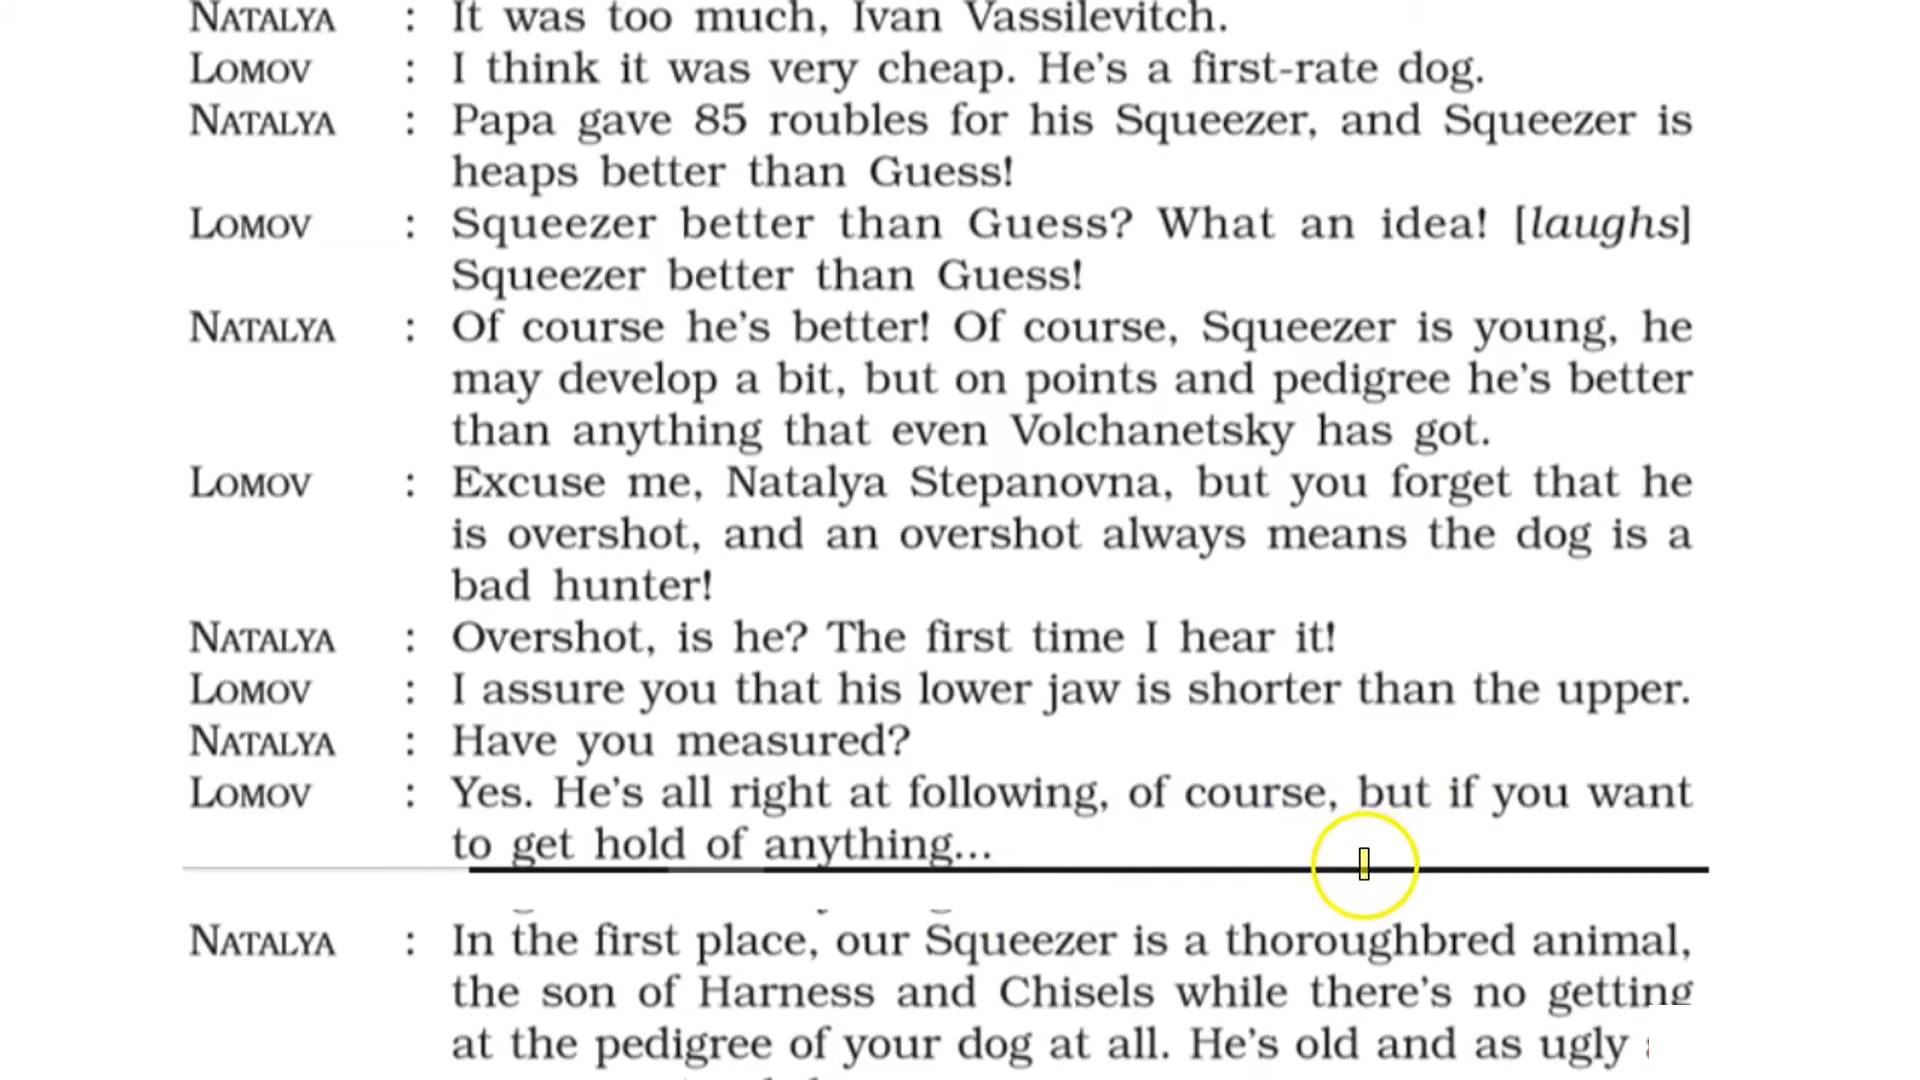 NATALYA : It was too much, Ivan Vassilevitch.
LOMOV : I think it was very cheap. He's a first-rate dog.
NATALYA : Papa gave 85 roubles for his Squeezer, and Squeezer is
heaps better than Guess!
LOMOV : Squeezer better than Guess? What an idea! [laughs]
Squeezer better than Guess!
NATALYA : Of course he's better! Of course, Squeezer is young, he
may develop a bit, but on points and pedigree he's better
than anything that even Volchanetsky has got.
LOMOV : Excuse me, Natalya Stepanovna, but you forget that he
is overshot, and an overshot always means the dog is a
bad hunter!
NATALYA : Overshot, is he? The first time I hear it!
LOMOV : I assure you that his lower jaw is shorter than the upper.
NATALYA : Have you measured?
LOMOV : Yes. He's all right at following, of course, but if you want
to get hold of anything...
NATALYA : In the first place, our Squeezer is a thoroughbred animal,
the son of Harness and Chisels while there's no getting
at the pedigree of your dog at all. He's old and as ugly